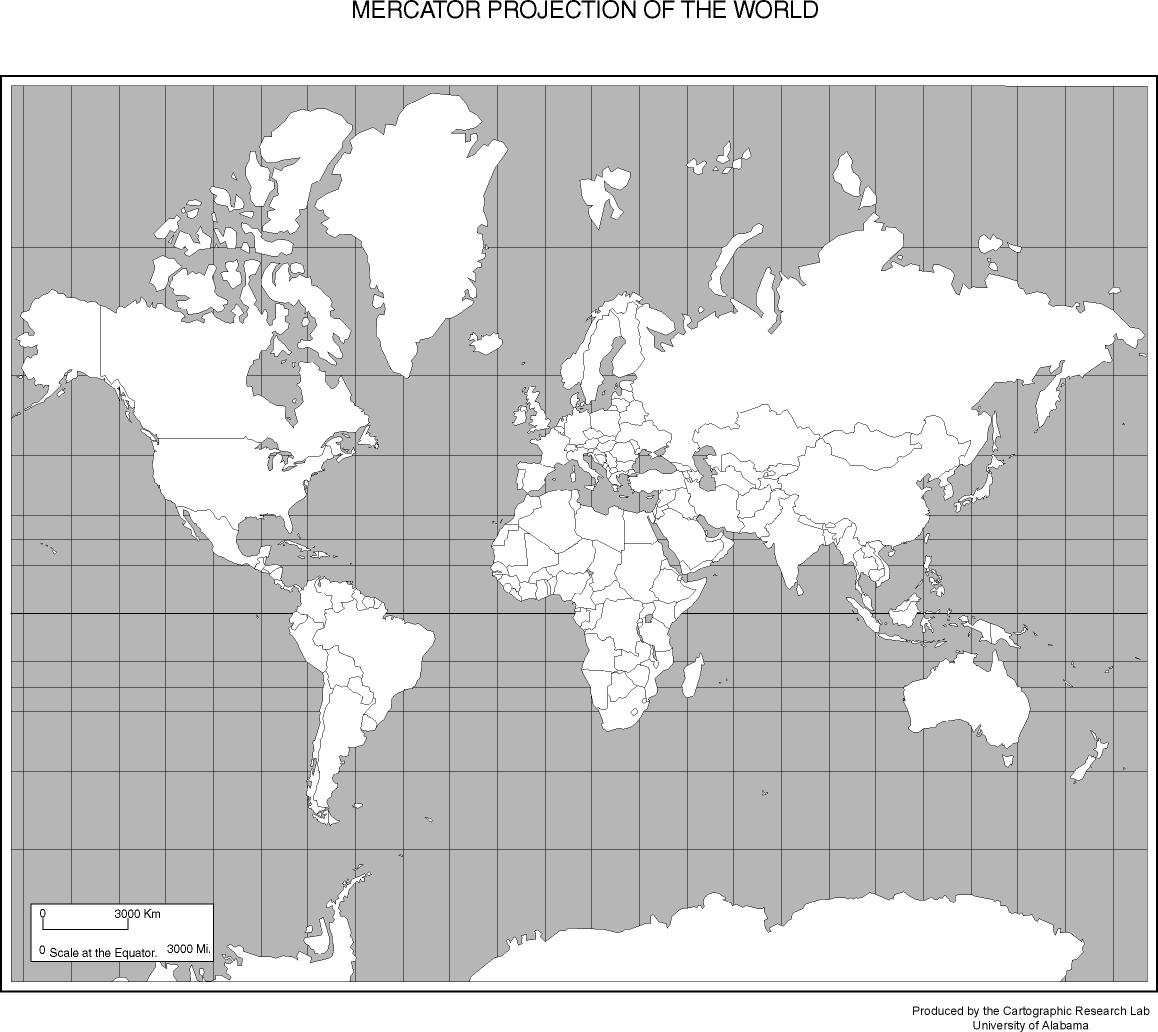 MERCATOR PROJECTION OF THE WORLD
0 3000 Km
0 Scale at the Equator. 3000 Mi.
Produced by the Cartographic Research Lab
University of Alabama